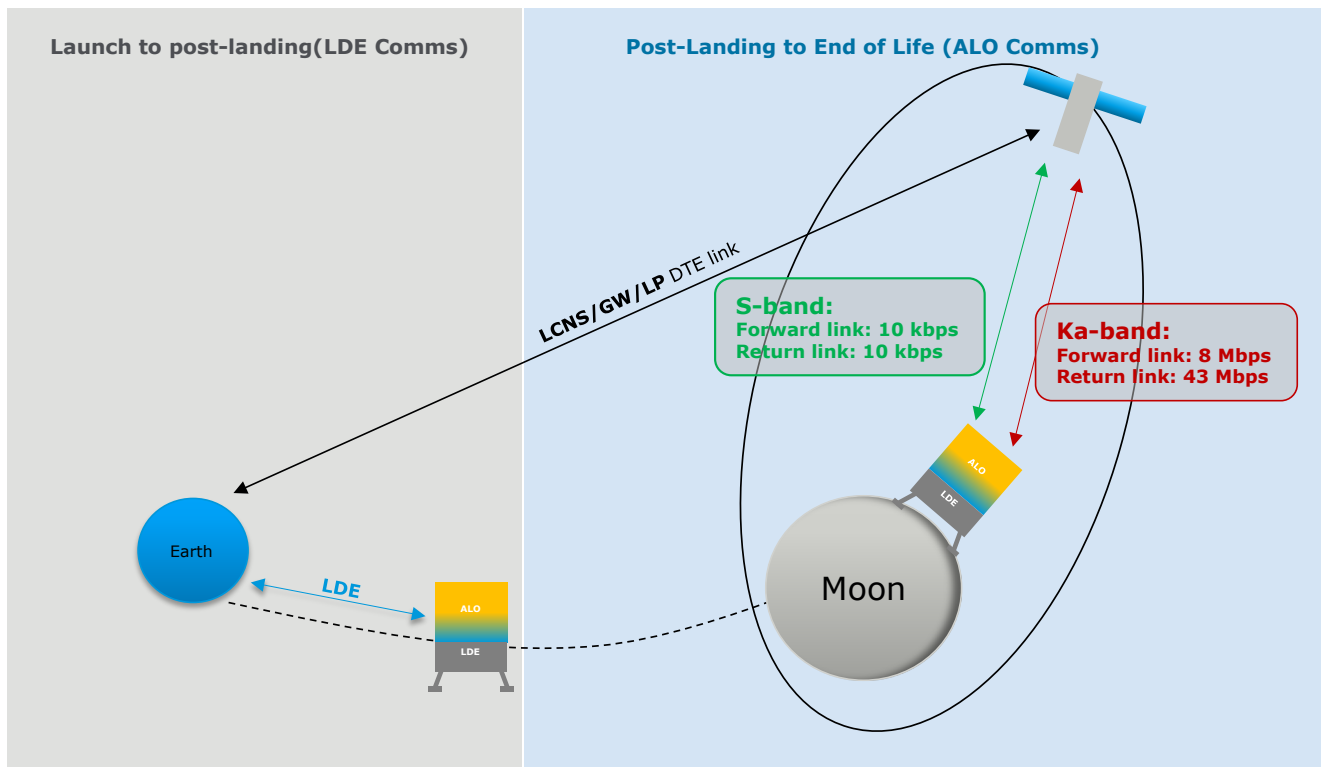 Launch to post-landing(LDE Comms)
Post-Landing to End of Life (ALO Comms)
LCNS/GW/LP DTE link
S-band:
Forward link: 10 kbps
Return link: 10 kbps
Ka-band:
Forward link: 8 Mbps
Return link: 43 Mbps
ALO
LDE
Earth
LDE
Moon
ALO
LDE